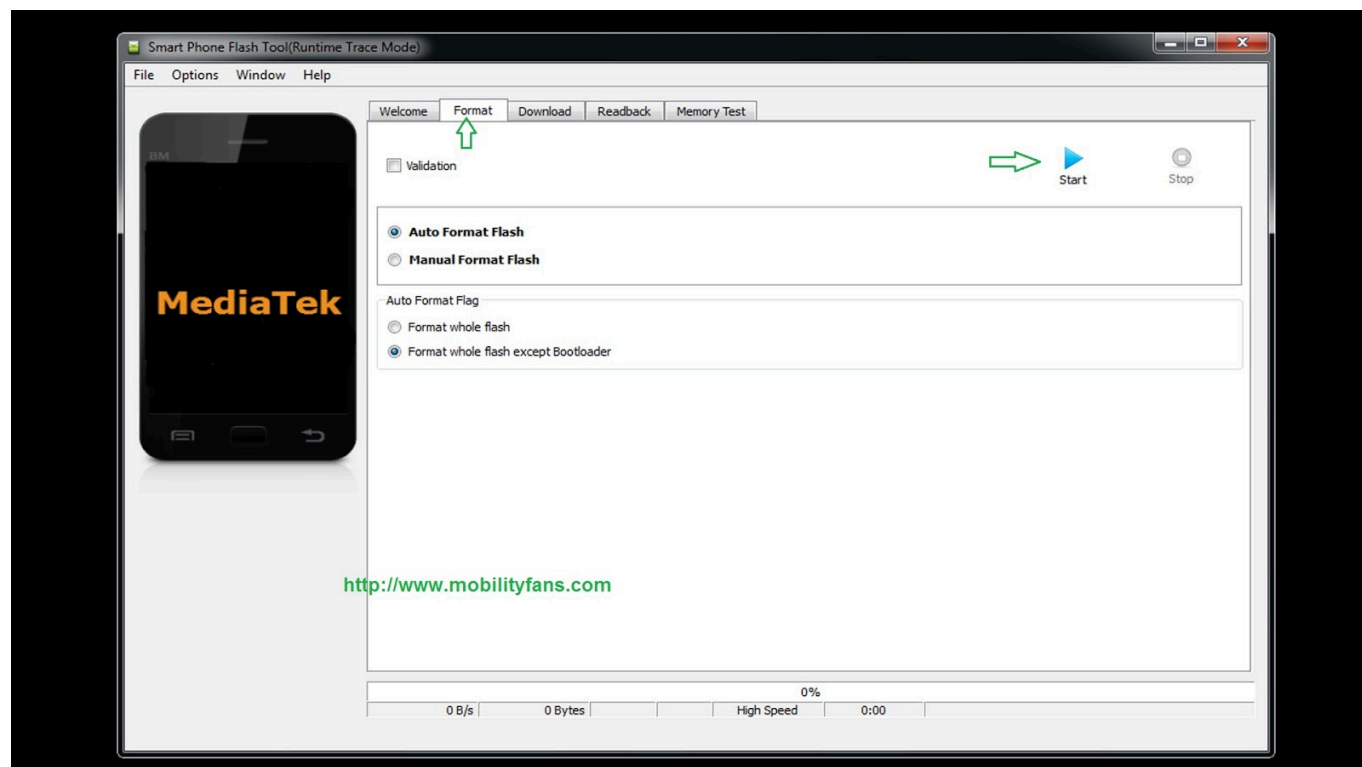 Smart Phone Flash Tool(Runtime Trace Mode)
File Options Window Help
Welcome Format Download Readback Memory Test
BM
Validation
Start Stop
Auto Format Flash
Manual Format Flash
MediaTek
Auto Format Flag
Format whole flash
Format whole flash except Bootloader
http://www.mobilityfans.com
0%
0 B/s 0 Bytes High Speed 0:00